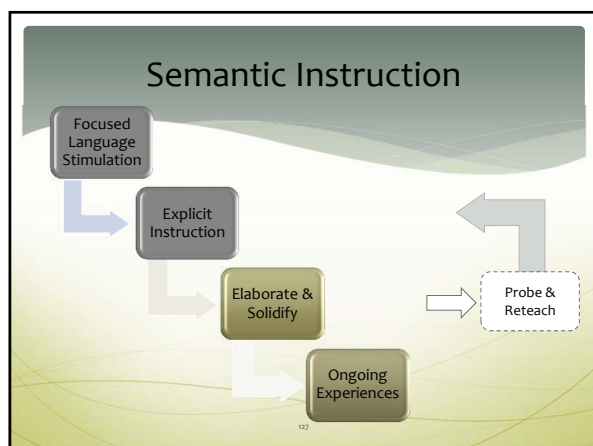 Semantic Instruction
Focused
Language
Stimulation
Explicit
Instruction
Elaborate &
Solidify
Probe &
Reteach
Ongoing
Experiences
127